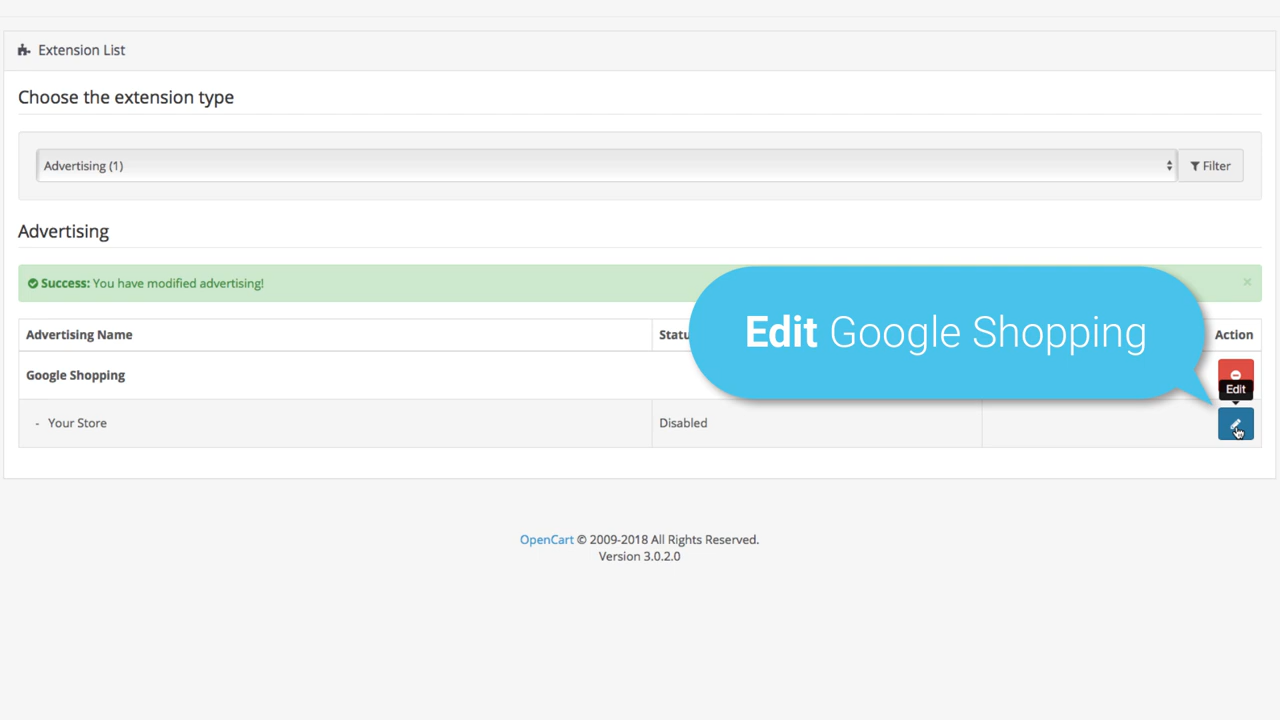 Extension List
Choose the extension type
Advertising (1)
Filter
Advertising
Success: You have modified advertising!
×
Edit Google Shopping
Advertising Name
Action
Google Shopping
Edit
- Your Store
Disabled
OpenCart © 2009-2018 All Rights Reserved.
Version 3.0.2.0